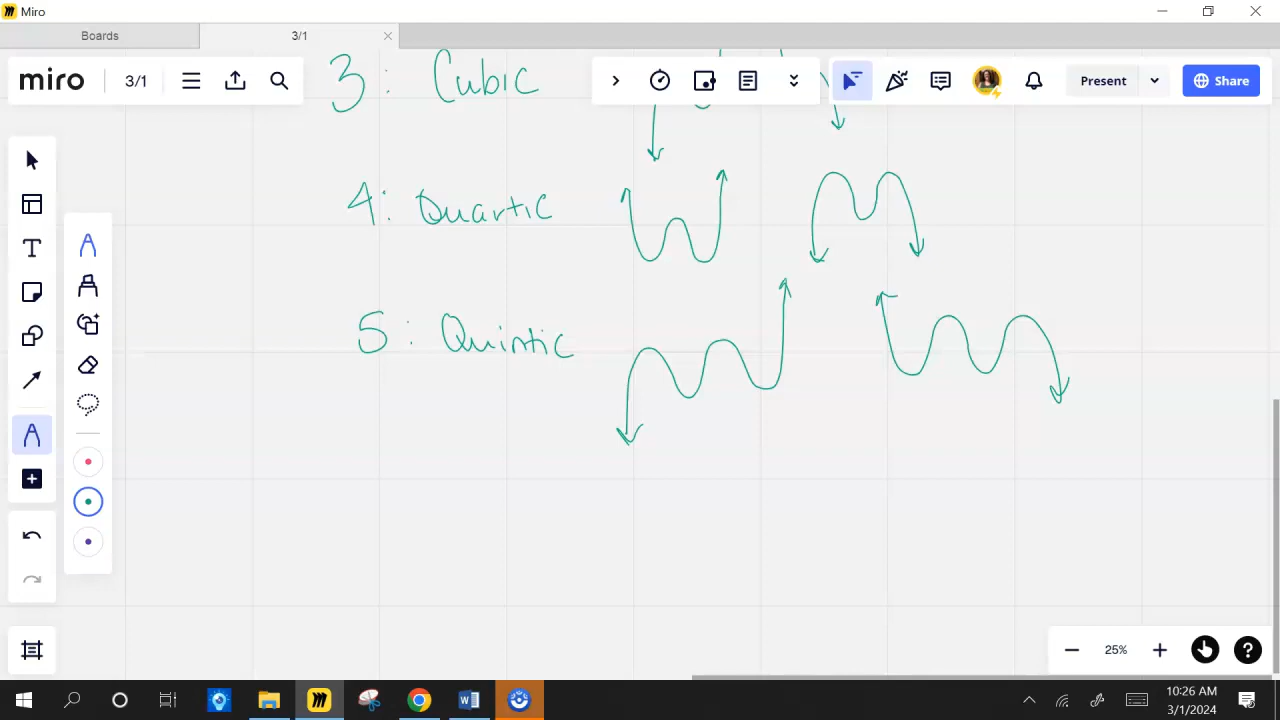 Miro
Boards
3/1
miro
3/1
Present
Share
3: Cubic
4: Quartic
5: Quintic
25%
10:26 AM
3/1/2024